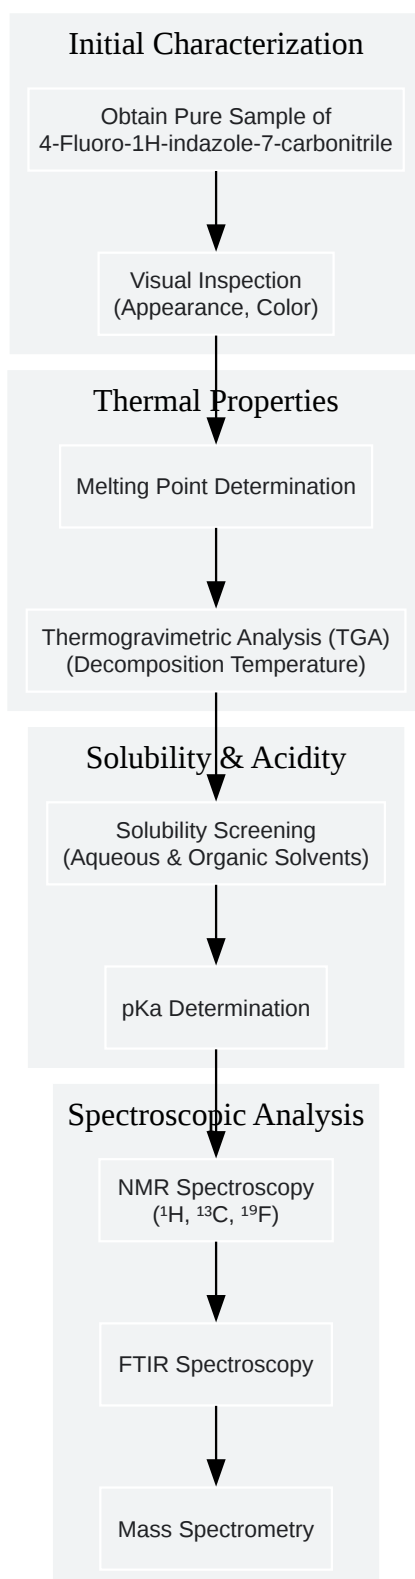 Initial Characterization
Obtain Pure Sample of
4-Fluoro-1H-indazole-7-carbonitrile
Visual Inspection
(Appearance, Color)
Thermal Properties
Melting Point Determination
Thermogravimetric Analysis (TGA)
(Decomposition Temperature)
Solubility & Acidity
Solubility Screening
(Aqueous & Organic Solvents)
pKa Determination
Spectroscopic Analysis
NMR Spectroscopy
(¹H, ¹³C, ¹⁹F)
FTIR Spectroscopy
Mass Spectrometry